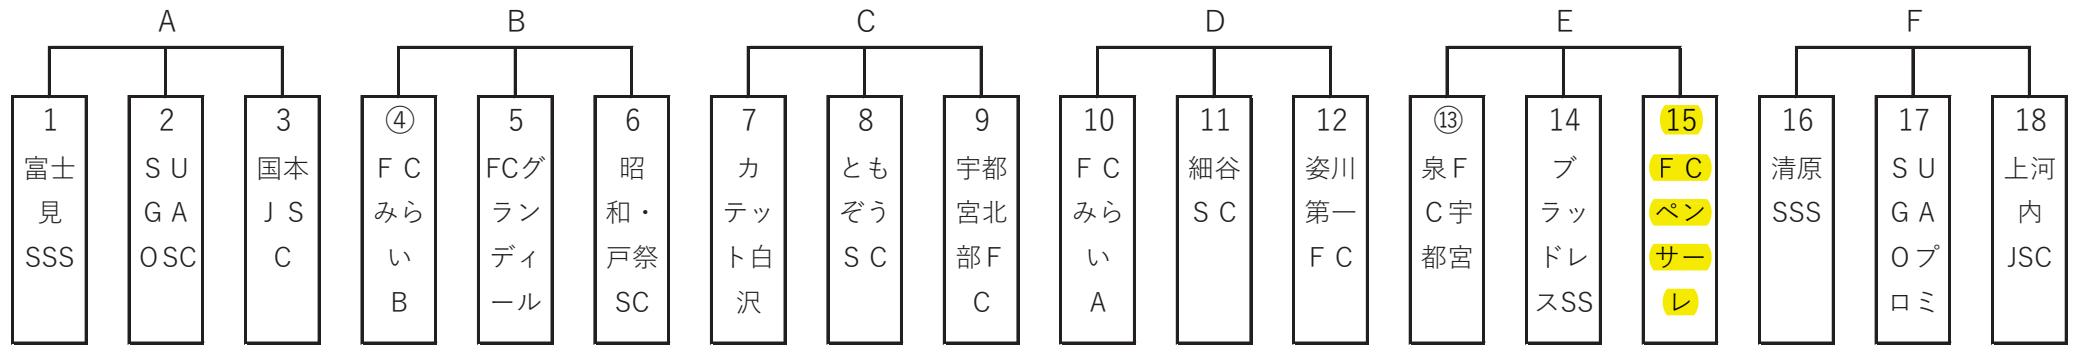 A B C D E F
1 2 3 ④ 5 6 7 8 9 10 11 12 ⑬ 14 15 16 17 18
富士 ＳＵ 国本 ＦＣ FCグ 昭 カ とも 宇都 ＦＣ 細谷 姿川 泉Ｆ ブ ＦＣ 清原 ＳＵ 上河
見 ＧＡ ＪＳ みら ラン 和・ テッ ぞう 宮北 みら ＳＣ 第一 Ｃ宇 ラッ ペン SSS ＧＡ 内
SSS ＯSC Ｃ い ディ 戸祭 ト白 ＳＣ 部Ｆ い ＦＣ 都宮 ドレ サー Ｏプ JSC
Ｂ ール SC 沢 Ｃ Ａ スSS レ ロミ